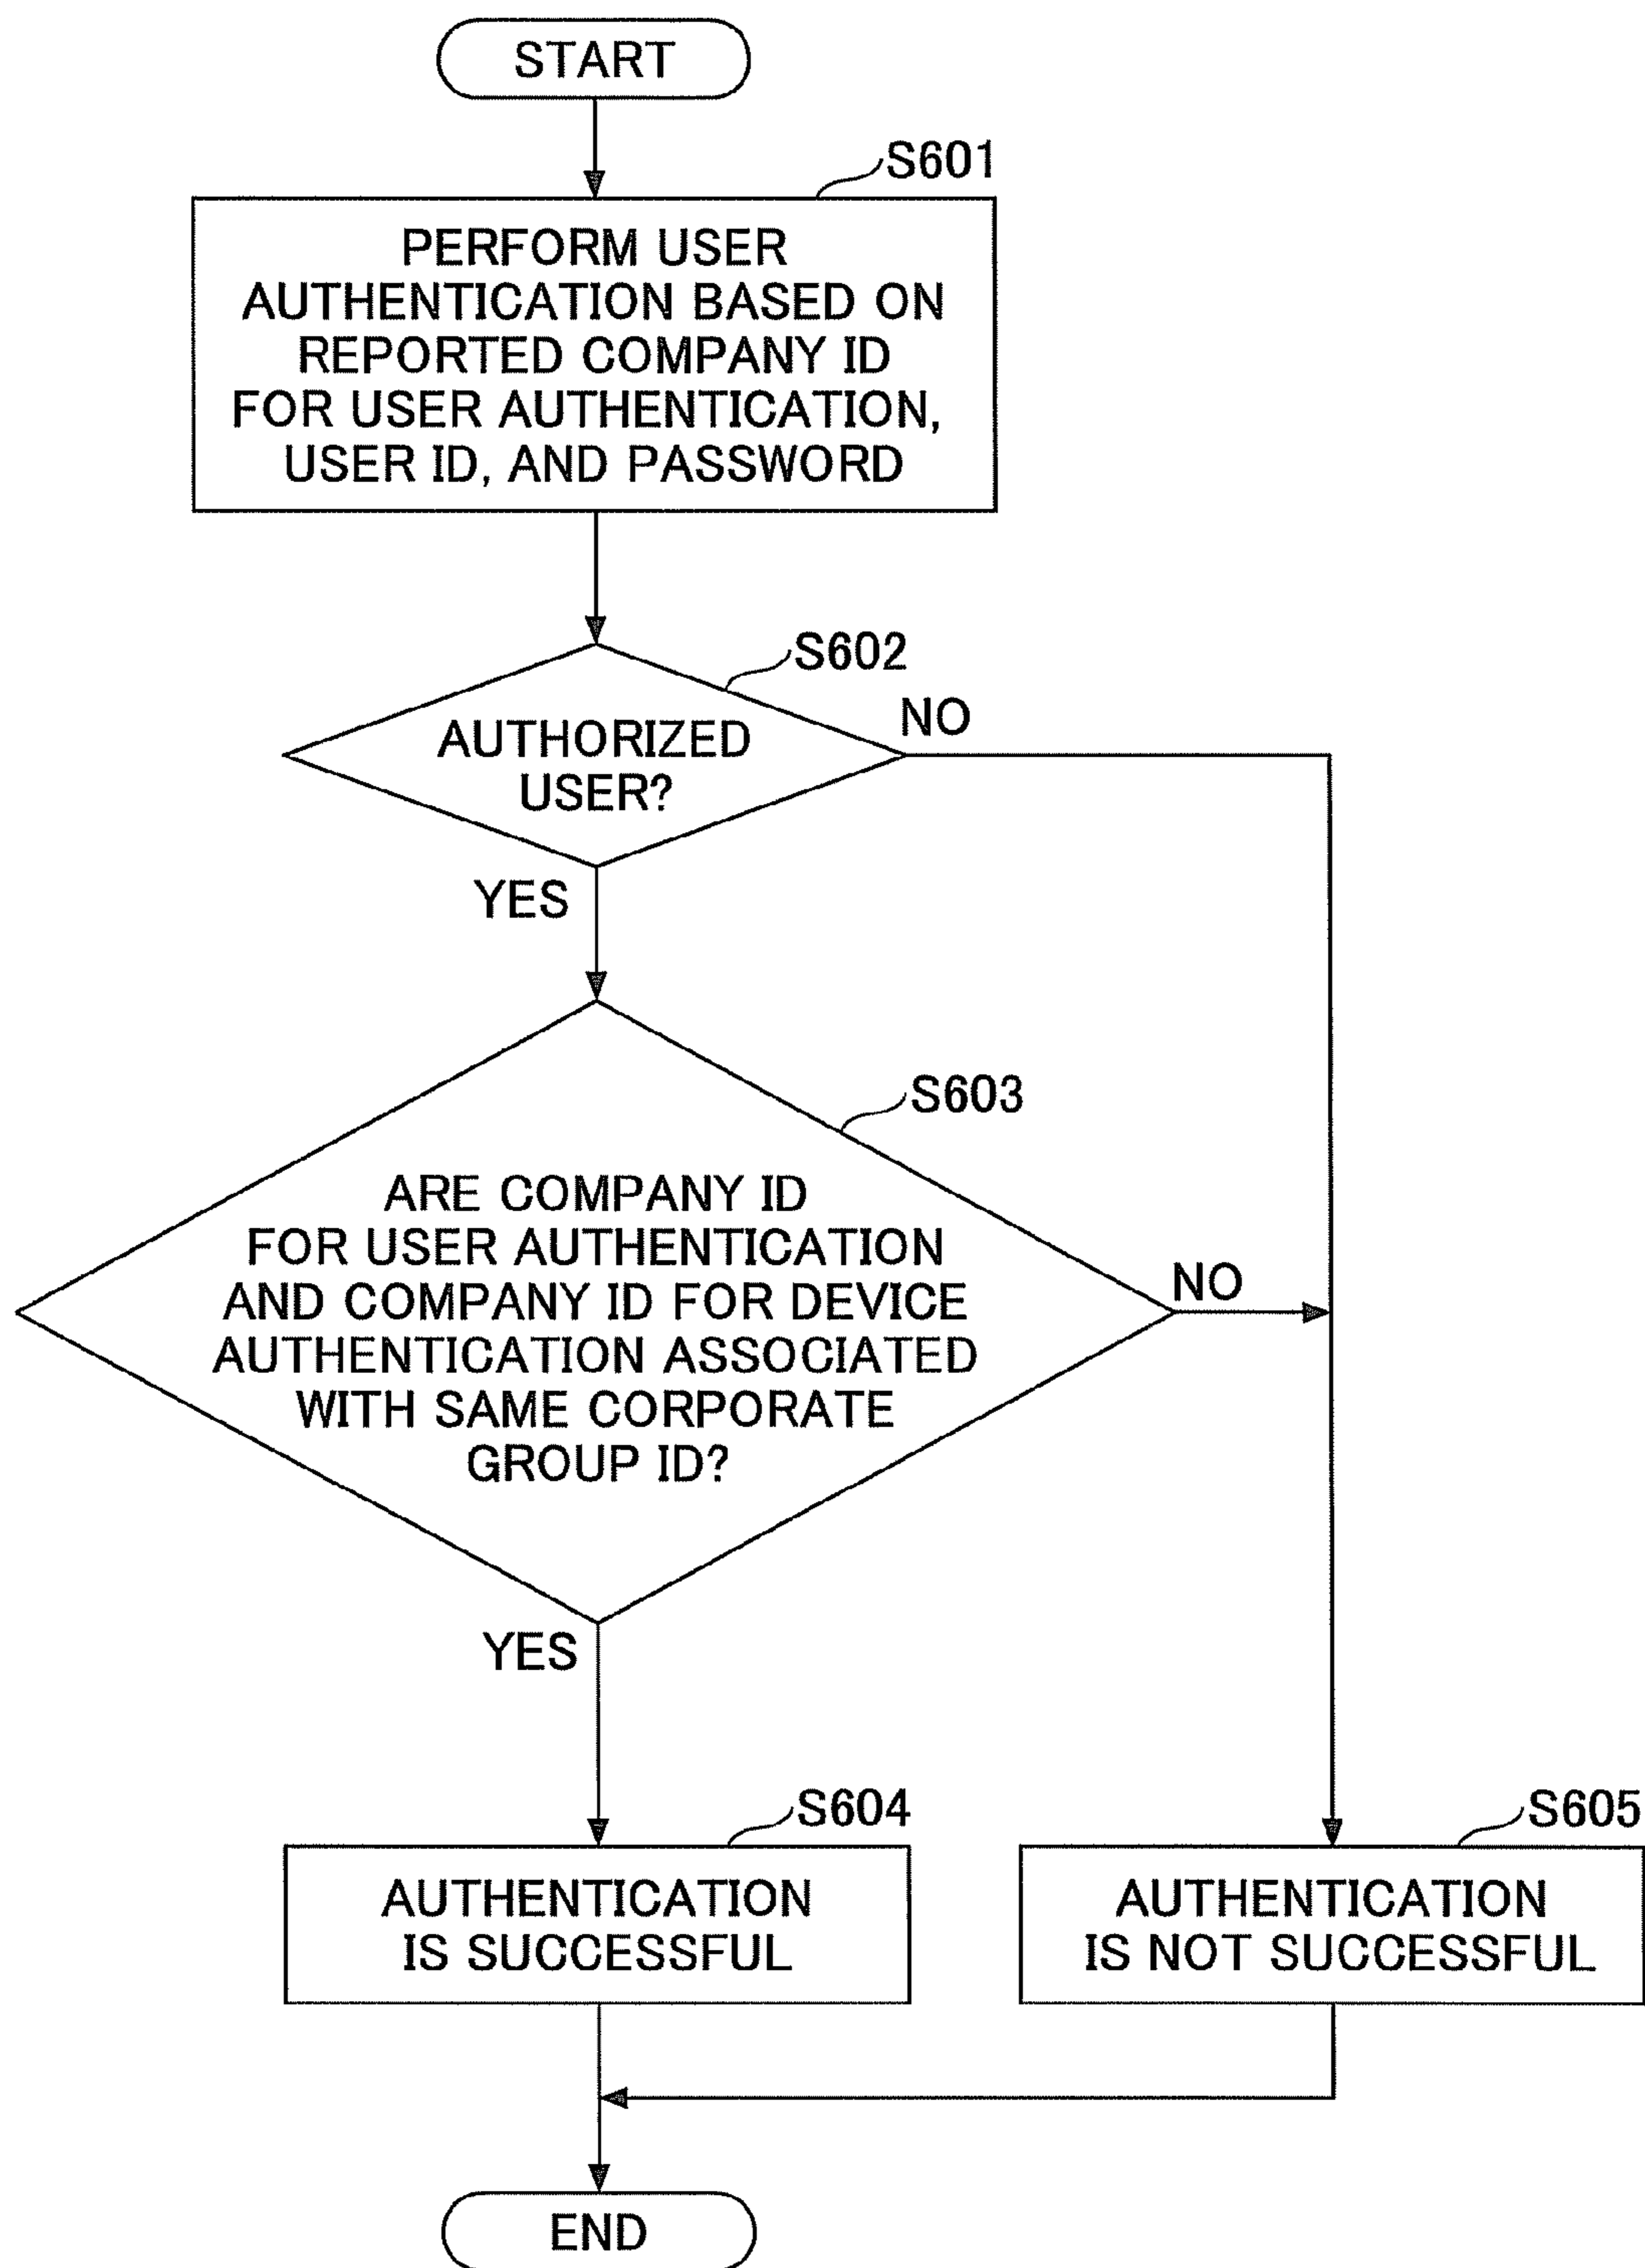 START
S601
PERFORM USER
AUTHENTICATION BASED ON
REPORTED COMPANY ID
FOR USER AUTHENTICATION,
USER ID, AND PASSWORD
S602
AUTHORIZED
USER?
NO
YES
S603
ARE COMPANY ID
FOR USER AUTHENTICATION
AND COMPANY ID FOR DEVICE
AUTHENTICATION ASSOCIATED
WITH SAME CORPORATE
GROUP ID?
NO
YES
S604
AUTHENTICATION
IS SUCCESSFUL
S605
AUTHENTICATION
IS NOT SUCCESSFUL
END